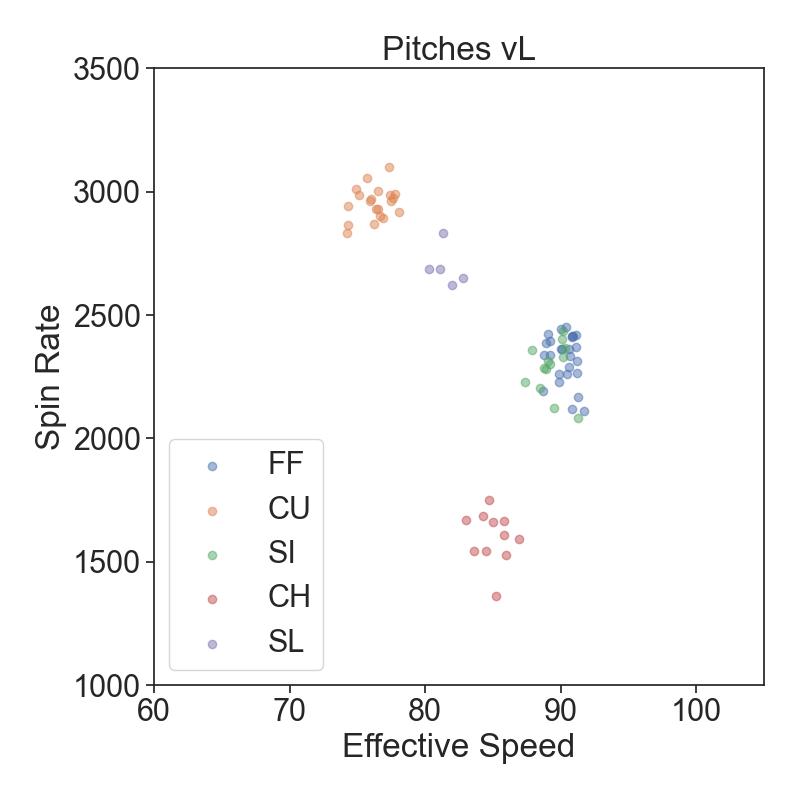 Pitches vL
3500
3000
2500
2000
1500
1000
Spin Rate
FF
CU
SI
CH
SL
60 70 80 90 100
Effective Speed